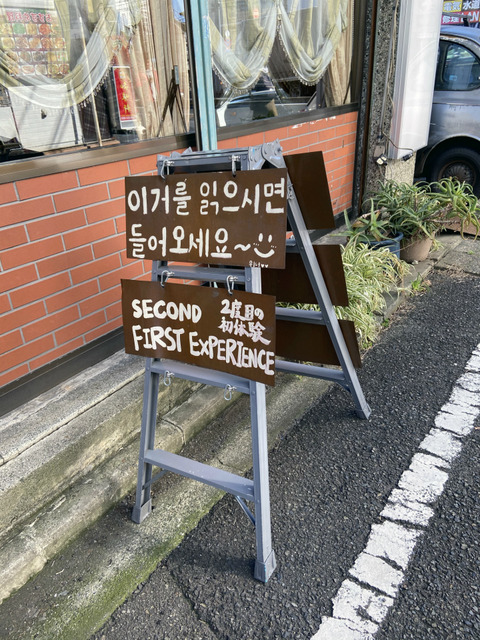 이거를 읽으시면
들어오세요~
SECOND 2度目の
初体験
FIRST EXPERIENCE